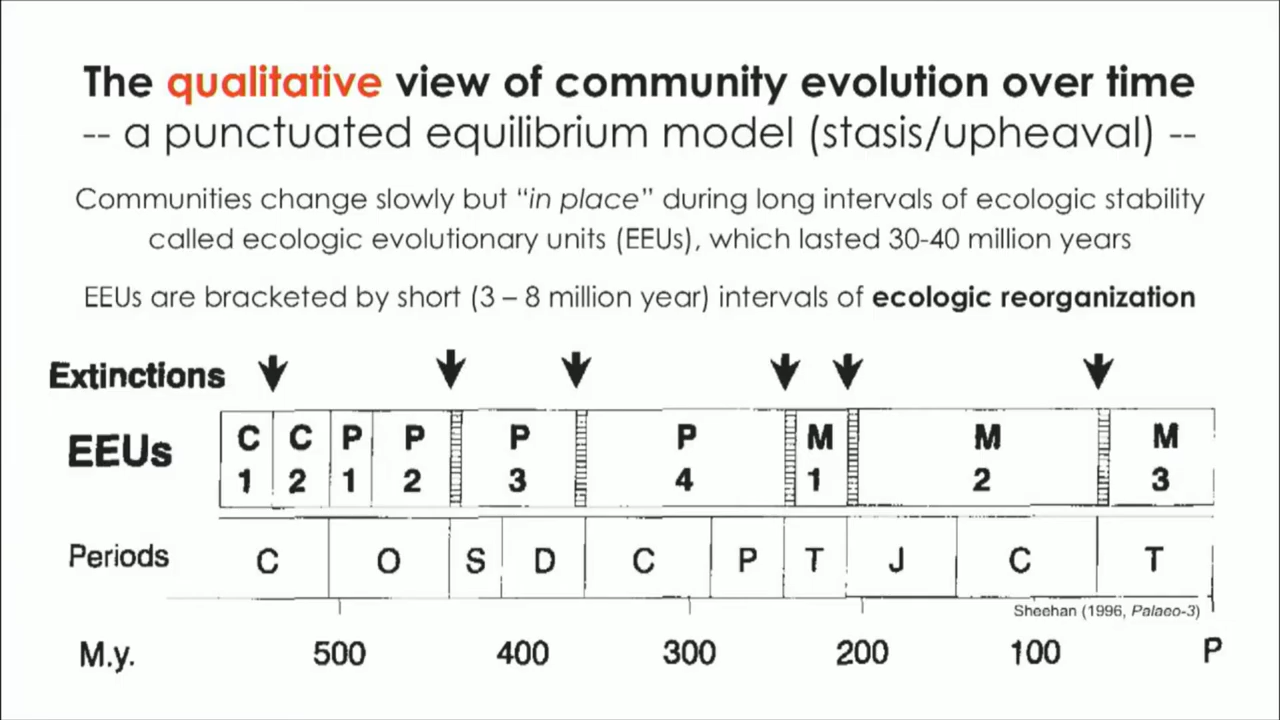 The qualitative view of community evolution over time
-- a punctuated equilibrium model (stasis/upheaval) --
Communities change slowly but “in place” during long intervals of ecologic stability
called ecologic evolutionary units (EEUs), which lasted 30-40 million years
EEUs are bracketed by short (3 – 8 million year) intervals of ecologic reorganization
Extinctions
EEUs
C C P P P P M M M
1 2 1 2 3 4 1 2 3
Periods C O S D C P T J C T
Sheehan (1996, Palaeo-3)
M.y. 500 400 300 200 100 P